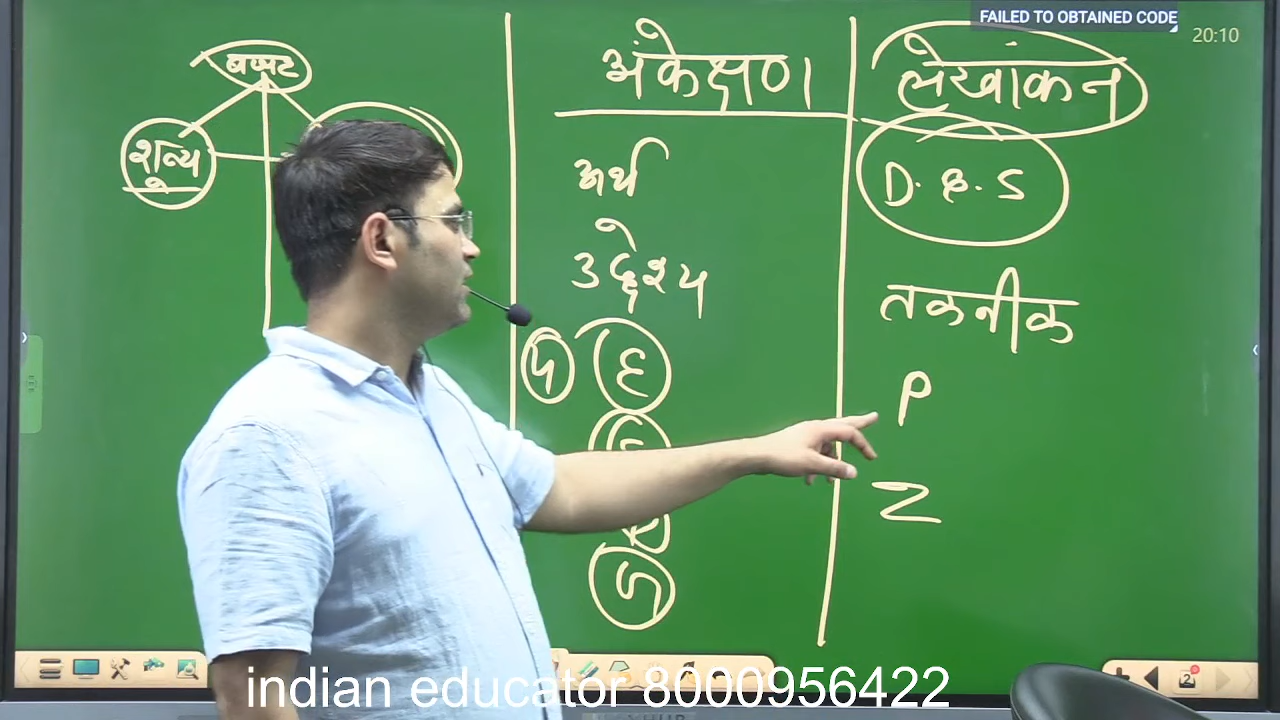 FAILED TO OBTAINED CODE
20:10
बजट
शून्य
अंकेक्षण
अर्थ
उद्देश्य
लेखांकन
D.E.S
तकनीक
P
Z
indian educator 8000956422